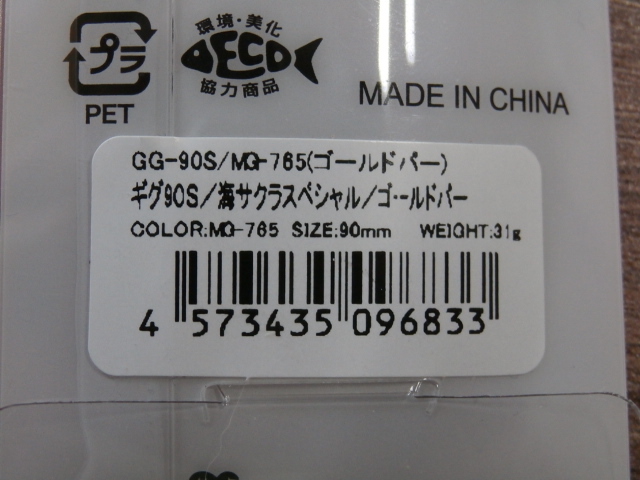 プラ
PET
環境・美化
ECO
協力商品
MADE IN CHINA
GG-90S/MG-765(ゴールドバー)
ギグ90S/海サクラスペシャル/ゴールドバー
COLOR:MG-765 SIZE:90mm WEIGHT:31g
4 573435 096833